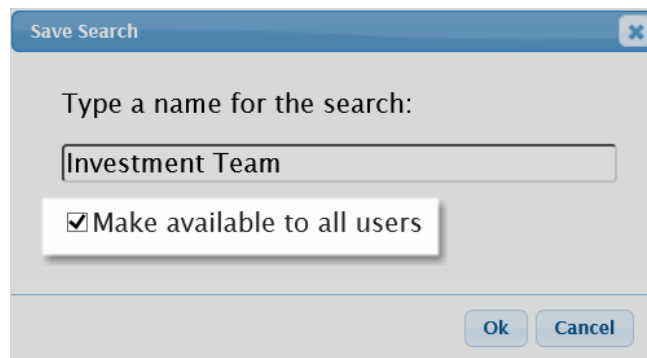 Save Search
Type a name for the search:
Investment Team
Make available to all users
Ok Cancel